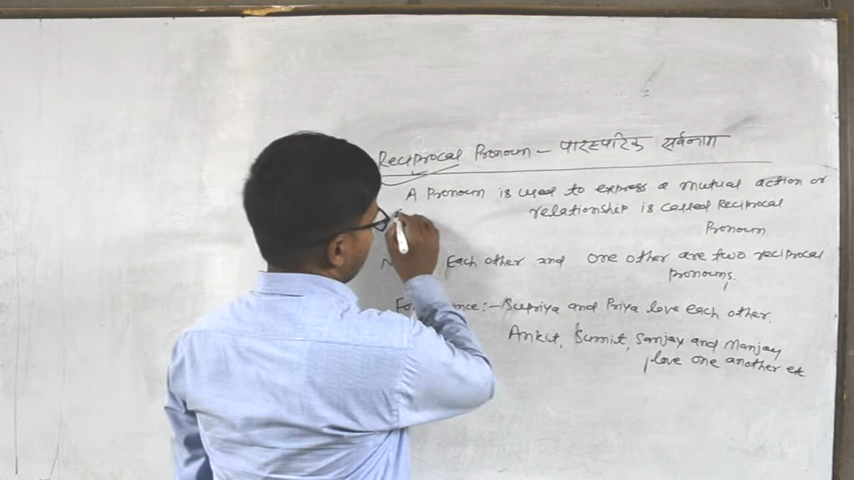 Reciprocal Pronoun - पारस्परिक सर्वनाम
A Pronoun is used to express a mutual action or
relationship is called Reciprocal
Pronoun
Each other and one other are two reciprocal
pronouns,
:- Supriya and Priya love each other.
Ankit, Sumit, Sanjay and Manjay
love one another etc